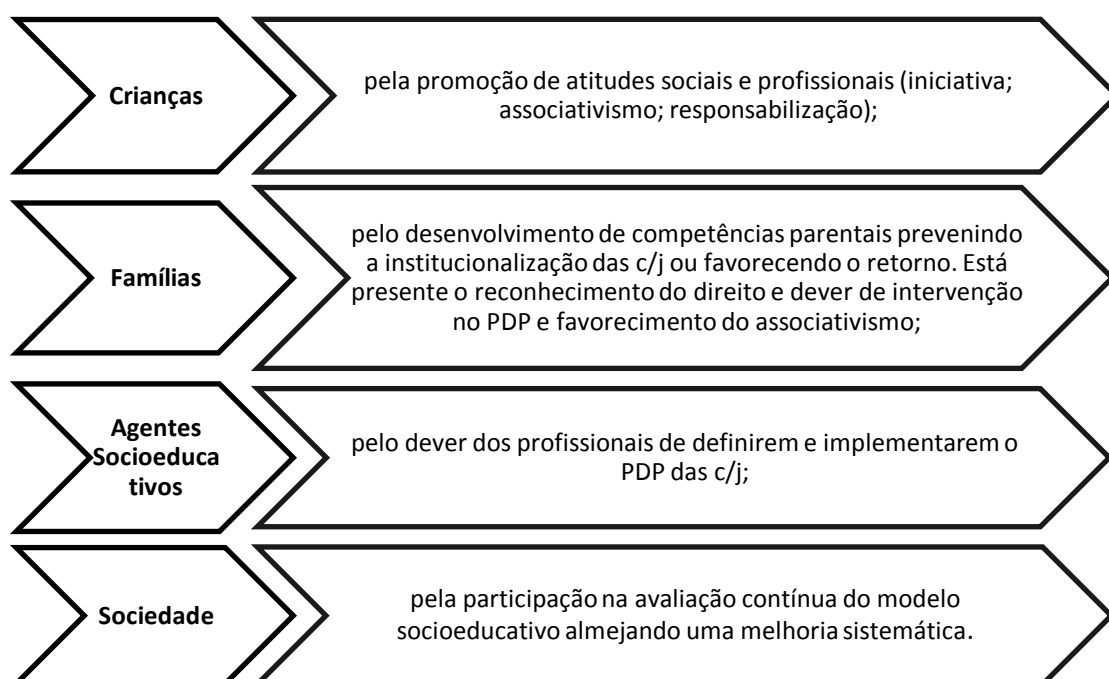 Crianças
pela promoção de atitudes sociais e profissionais (iniciativa;
associativismo; responsabilização);
Famílias
pelo desenvolvimento de competências parentais prevenindo
a institucionalização das c/j ou favorecendo o retorno. Está
presente o reconhecimento do direito e dever de intervenção
no PDP e favorecimento do associativismo;
Agentes
Socioeduca
tivos
pelo dever dos profissionais de definirem e implementarem o
PDP das c/j;
Sociedade
pela participação na avaliação contínua do modelo
socioeducativo almejando uma melhoria sistemática.